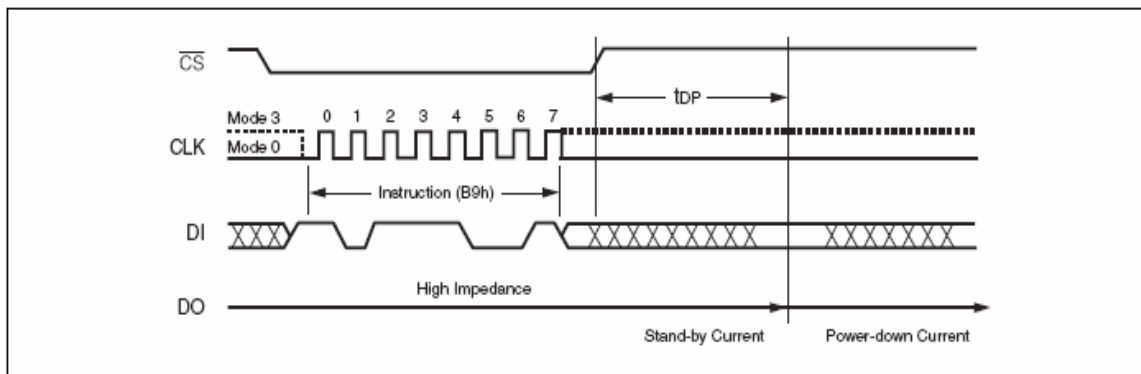 CS
tDP
Mode 3
0 1 2 3 4 5 6 7
CLK
Mode 0
Instruction (B9h)
DI
High Impedance
DO
Stand-by Current Power-down Current